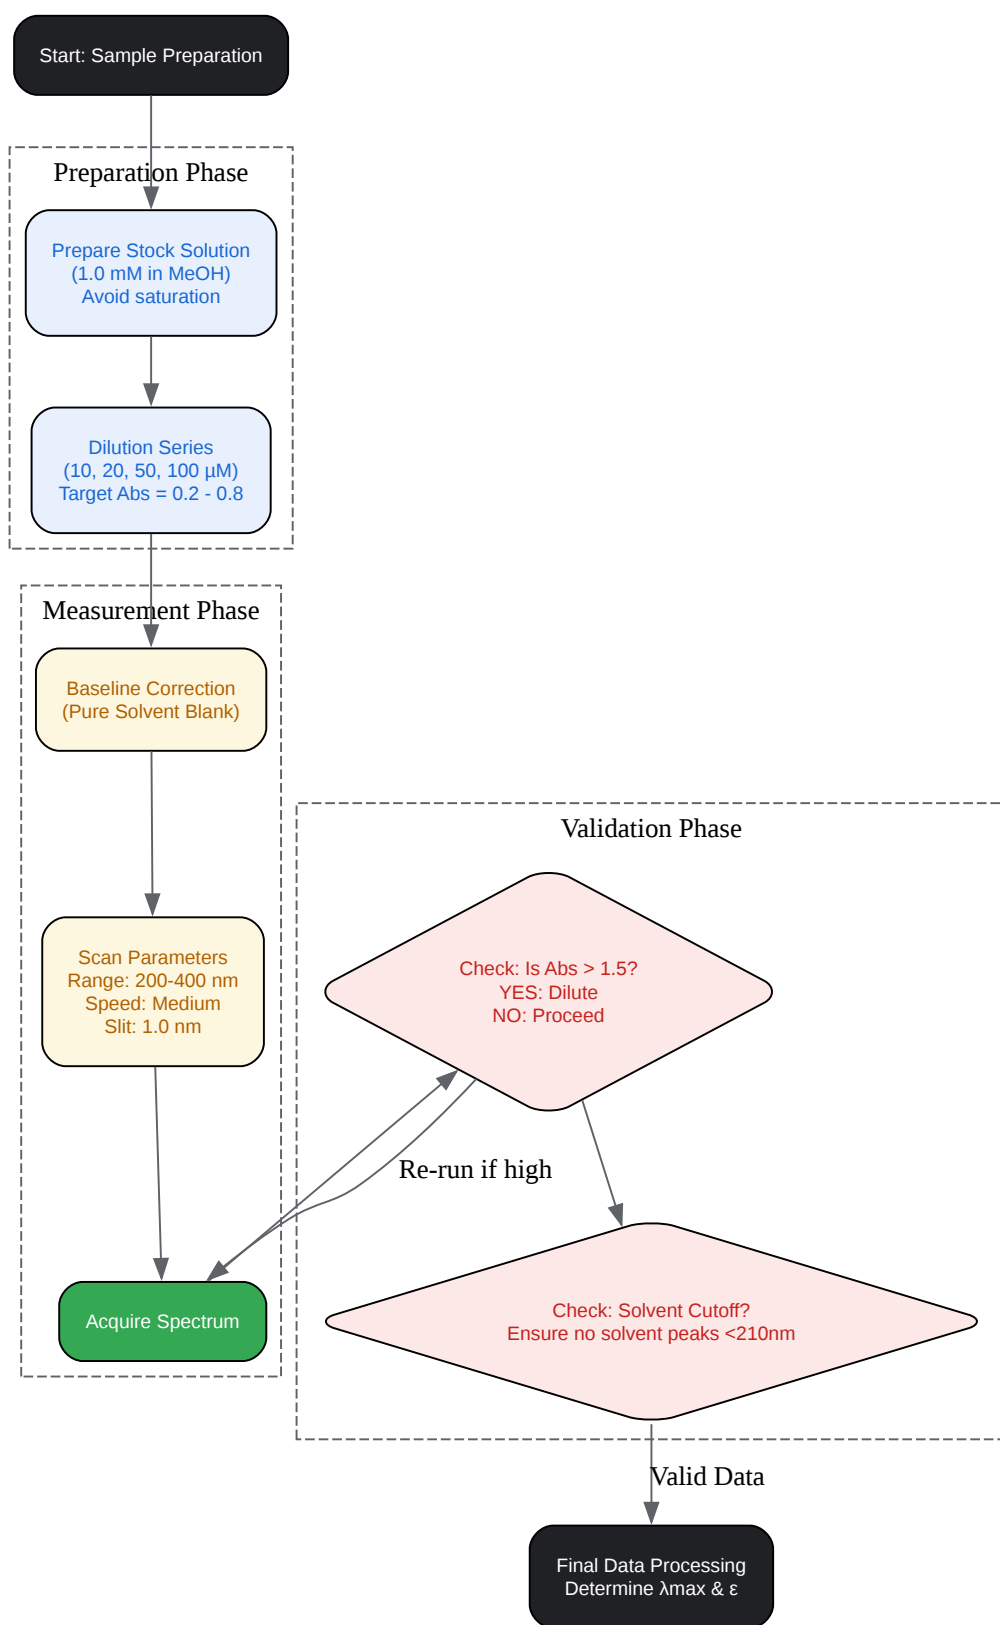 Start: Sample Preparation
Preparation Phase
Prepare Stock Solution
(1.0 mM in MeOH)
Avoid saturation
Dilution Series
(10, 20, 50, 100 µM)
Target Abs = 0.2 - 0.8
Measurement Phase
Baseline Correction
(Pure Solvent Blank)
Scan Parameters
Range: 200-400 nm
Speed: Medium
Slit: 1.0 nm
Acquire Spectrum
Validation Phase
Check: Is Abs > 1.5?
YES: Dilute
NO: Proceed
Re-run if high
Check: Solvent Cutoff?
Ensure no solvent peaks <210nm
Valid Data
Final Data Processing
Determine λmax & ε